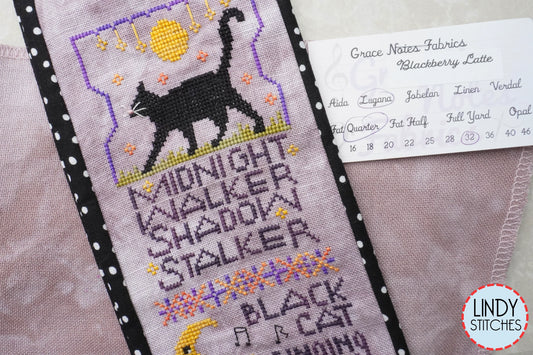 Grace Notes Fabrics
Blackberry Latte
Aida Lugana Jobelan Linen Verdal
Fat Quarter Fat Half Full Yard Opal
16 18 20 22 25 28 32 36 40 46
MIDNIGHT
WALKER
SHADOW
STALKER
BLACK
CAT
LINDY
STITCHES